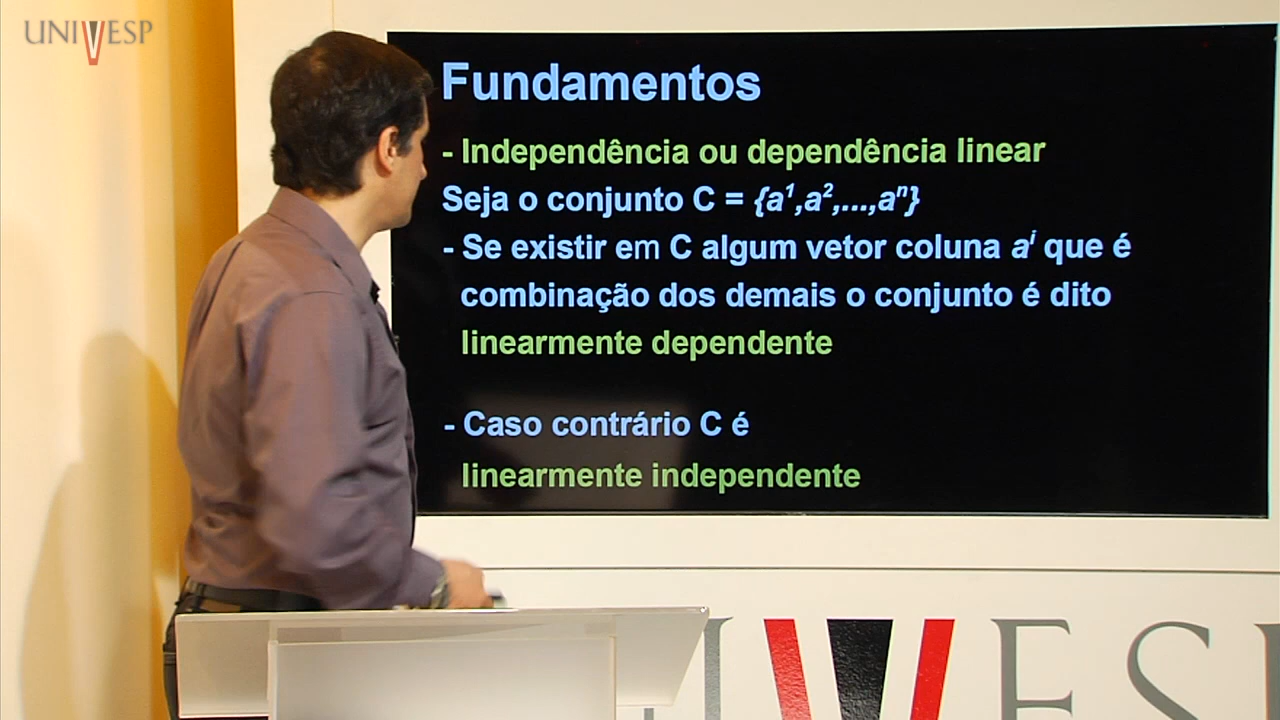 UNIVESP
Fundamentos
- Independência ou dependência linear
Seja o conjunto C = {a¹,a²,...,aⁿ}
- Se existir em C algum vetor coluna aⁱ que é
combinação dos demais o conjunto é dito
linearmente dependente
- Caso contrário C é
linearmente independente